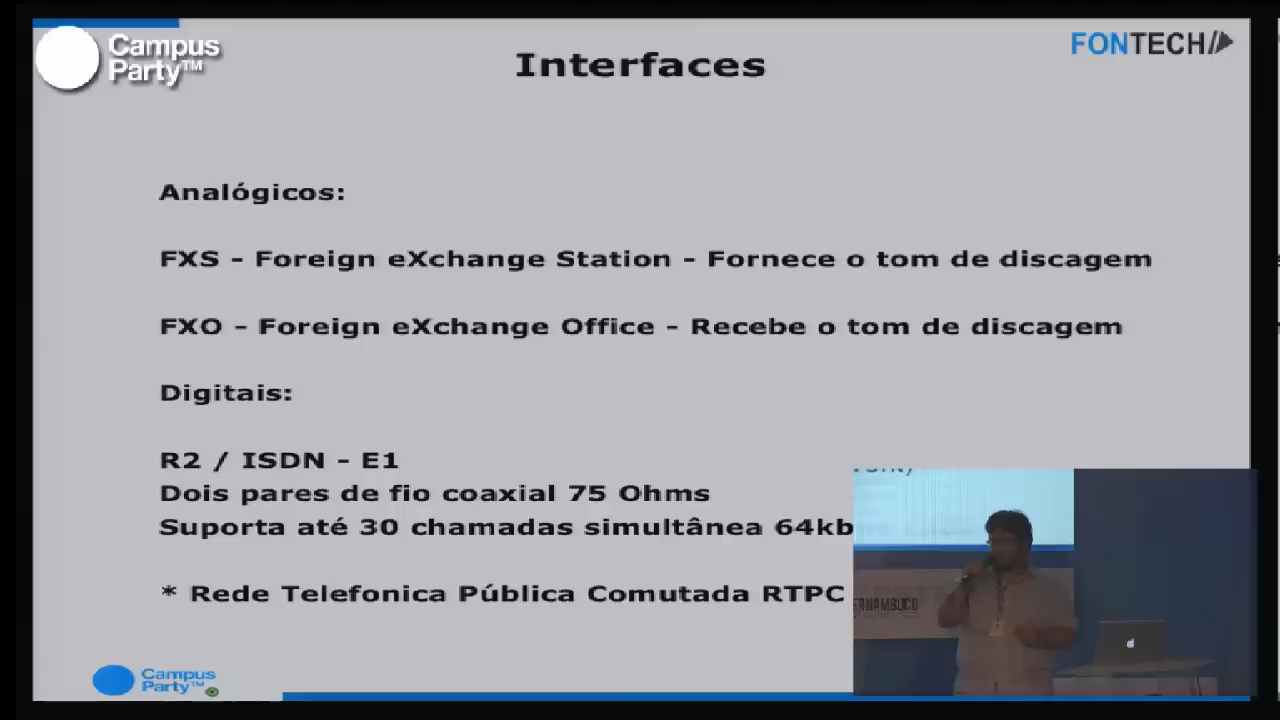 Campus
Party™
Interfaces
FONTECH
Analógicos:
FXS - Foreign eXchange Station - Fornece o tom de discagem
FXO - Foreign eXchange Office - Recebe o tom de discagem
Digitais:
R2 / ISDN - E1
Dois pares de fio coaxial 75 Ohms
Suporta até 30 chamadas simultânea 64kb
* Rede Telefonica Pública Comutada RTPC
ERNAMBUCO
Campus
Party™